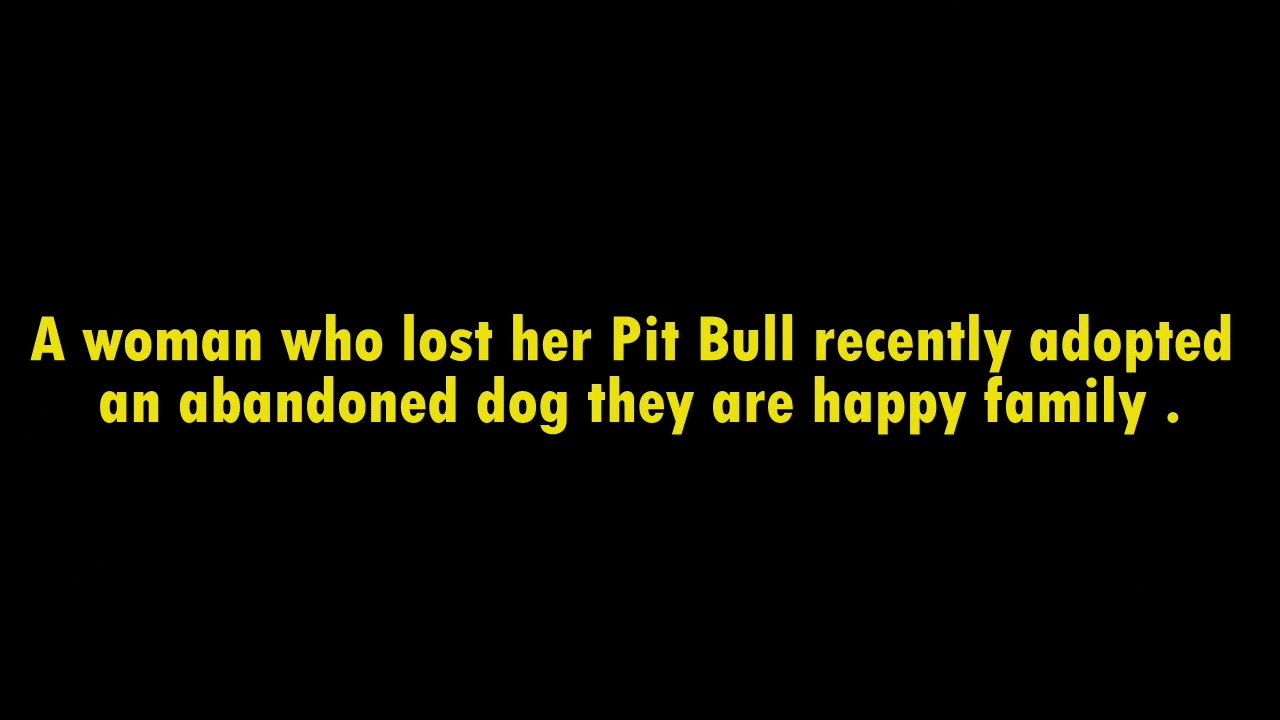 A woman who lost her Pit Bull recently adopted
an abandoned dog they are happy family .